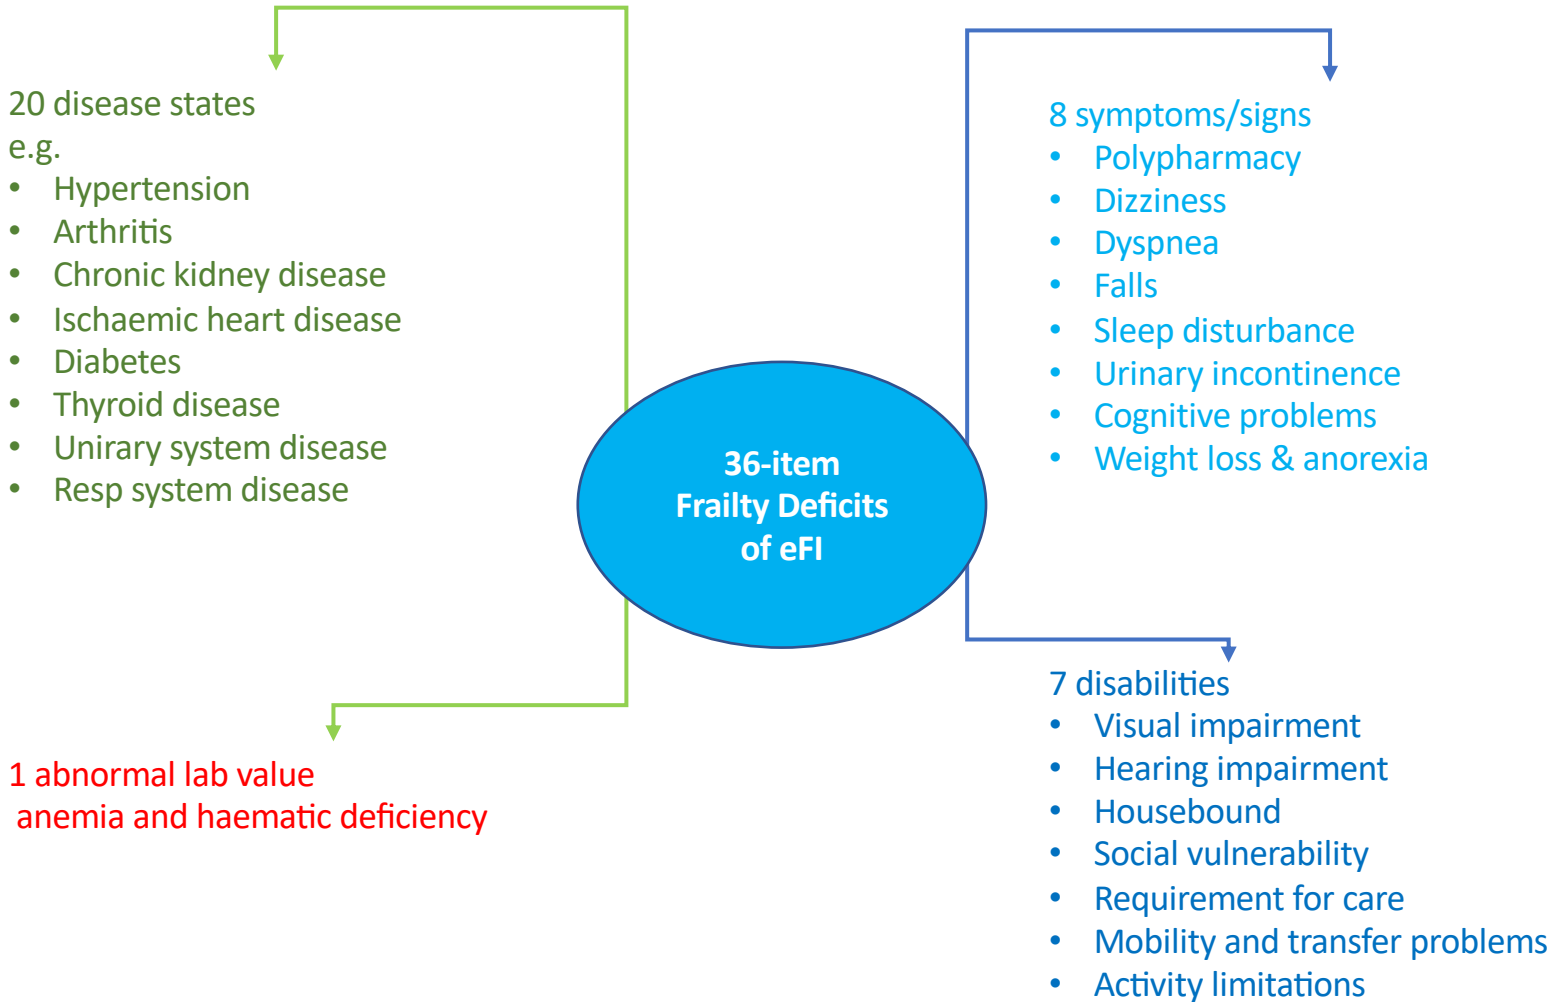 20 disease states
e.g.
• Hypertension
• Arthritis
• Chronic kidney disease
• Ischaemic heart disease
• Diabetes
• Thyroid disease
• Unirary system disease
• Resp system disease
1 abnormal lab value
anemia and haematic deficiency
36-item
Frailty Deficits
of eFI
8 symptoms/signs
• Polypharmacy
• Dizziness
• Dyspnea
• Falls
• Sleep disturbance
• Urinary incontinence
• Cognitive problems
• Weight loss & anorexia
7 disabilities
• Visual impairment
• Hearing impairment
• Housebound
• Social vulnerability
• Requirement for care
• Mobility and transfer problems
• Activity limitations